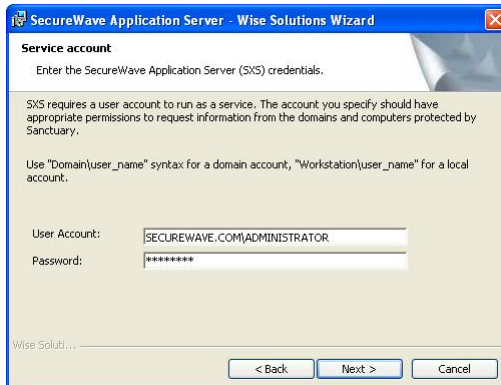 SecureWave Application Server - Wise Solutions Wizard
Service account
Enter the SecureWave Application Server (SXS) credentials.
SXS requires a user account to run as a service. The account you specify should have
appropriate permissions to request information from the domains and computers protected by
Sanctuary.
Use "Domain\user_name" syntax for a domain account, "Workstation\user_name" for a local
account.
User Account: SECUREWAVE.COM\ADMINISTRATOR
Password: ********
Wise Soluti...
< Back Next > Cancel